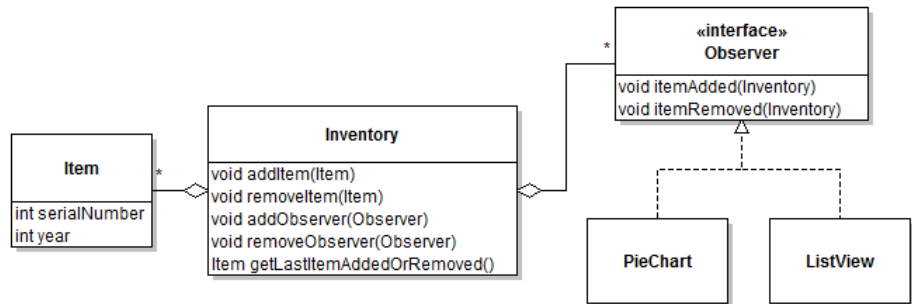 «interface»
Observer
void itemAdded(Inventory)
void itemRemoved(Inventory)
*
Inventory
void addItem(Item)
void removeItem(Item)
void addObserver(Observer)
void removeObserver(Observer)
Item getLastItemAddedOrRemoved()
Item
int serialNumber
int year
*
PieChart
ListView